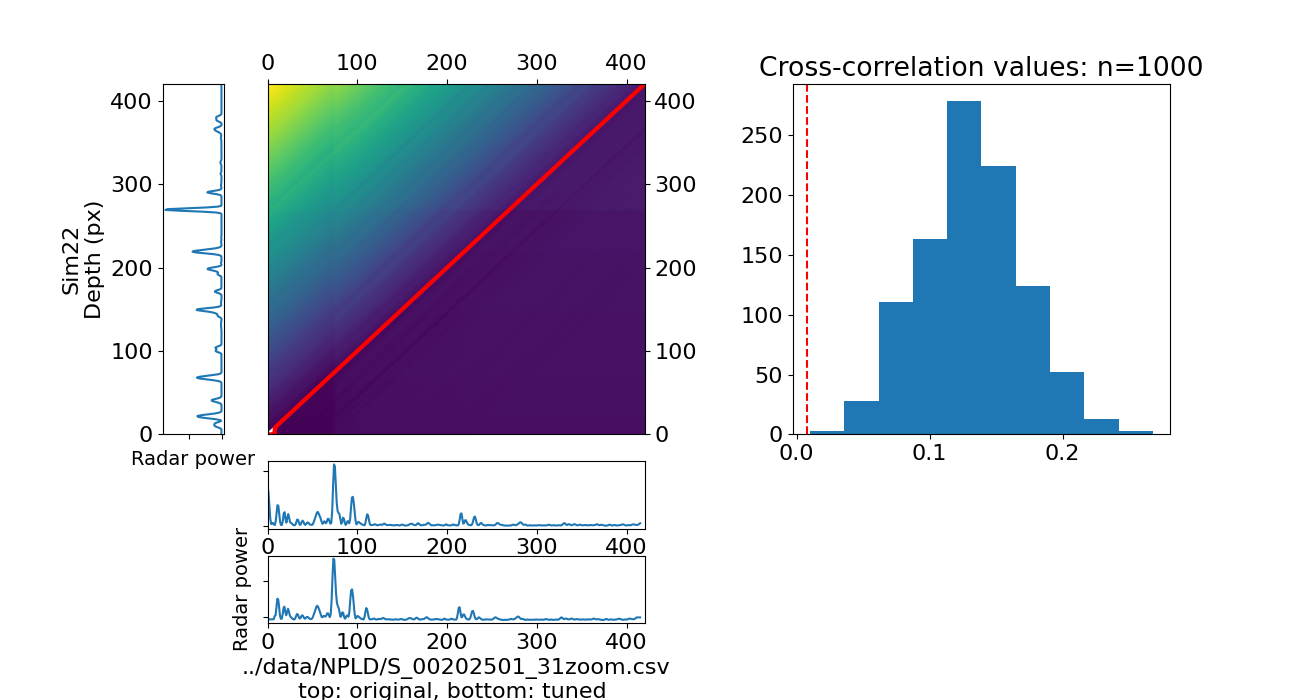 0 100 200 300 400
Cross-correlation values: n=1000
400 300 200 100 0
Sim22
Depth (px)
Radar power
400 300 200 100 0
250 200 150 100 50 0
0.0 0.1 0.2
0 100 200 300 400
Radar power
0 100 200 300 400
../data/NPLD/S_00202501_31zoom.csv
top: original, bottom: tuned